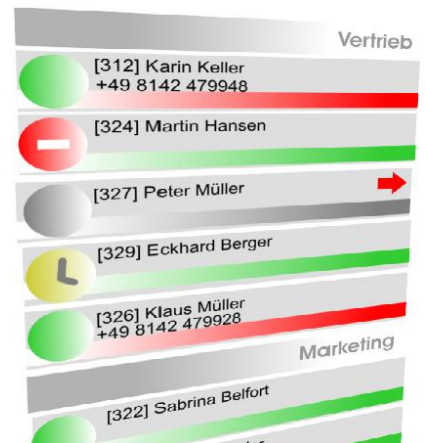 Vertrieb
[312] Karin Keller
+49 8142 479948
[324] Martin Hansen
[327] Peter Müller
[329] Eckhard Berger
[326] Klaus Müller
+49 8142 479928
Marketing
[322] Sabrina Belfort